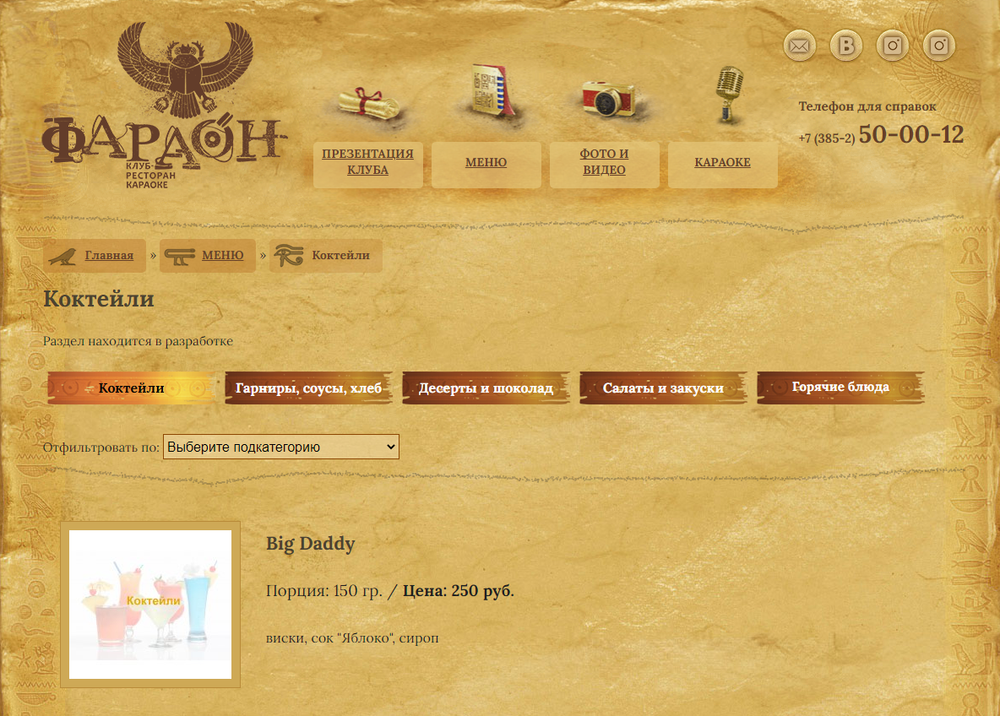 ФАРАОН
КЛУБ-
РЕСТОРАН
КАРАОКЕ
ПРЕЗЕНТАЦИЯ
КЛУБА
МЕНЮ
ФОТО И
ВИДЕО
КАРАОКЕ
Телефон для справок
+7 (385-2) 50-00-12
Главная » МЕНЮ » Коктейли
Коктейли
Раздел находится в разработке
Коктейли Гарниры, соусы, хлеб Десерты и шоколад Салаты и закуски Горячие блюда
Отфильтровать по: Выберите подкатегорию
Коктейли
Big Daddy
Порция: 150 гр. / Цена: 250 руб.
виски, сок "Яблоко", сироп